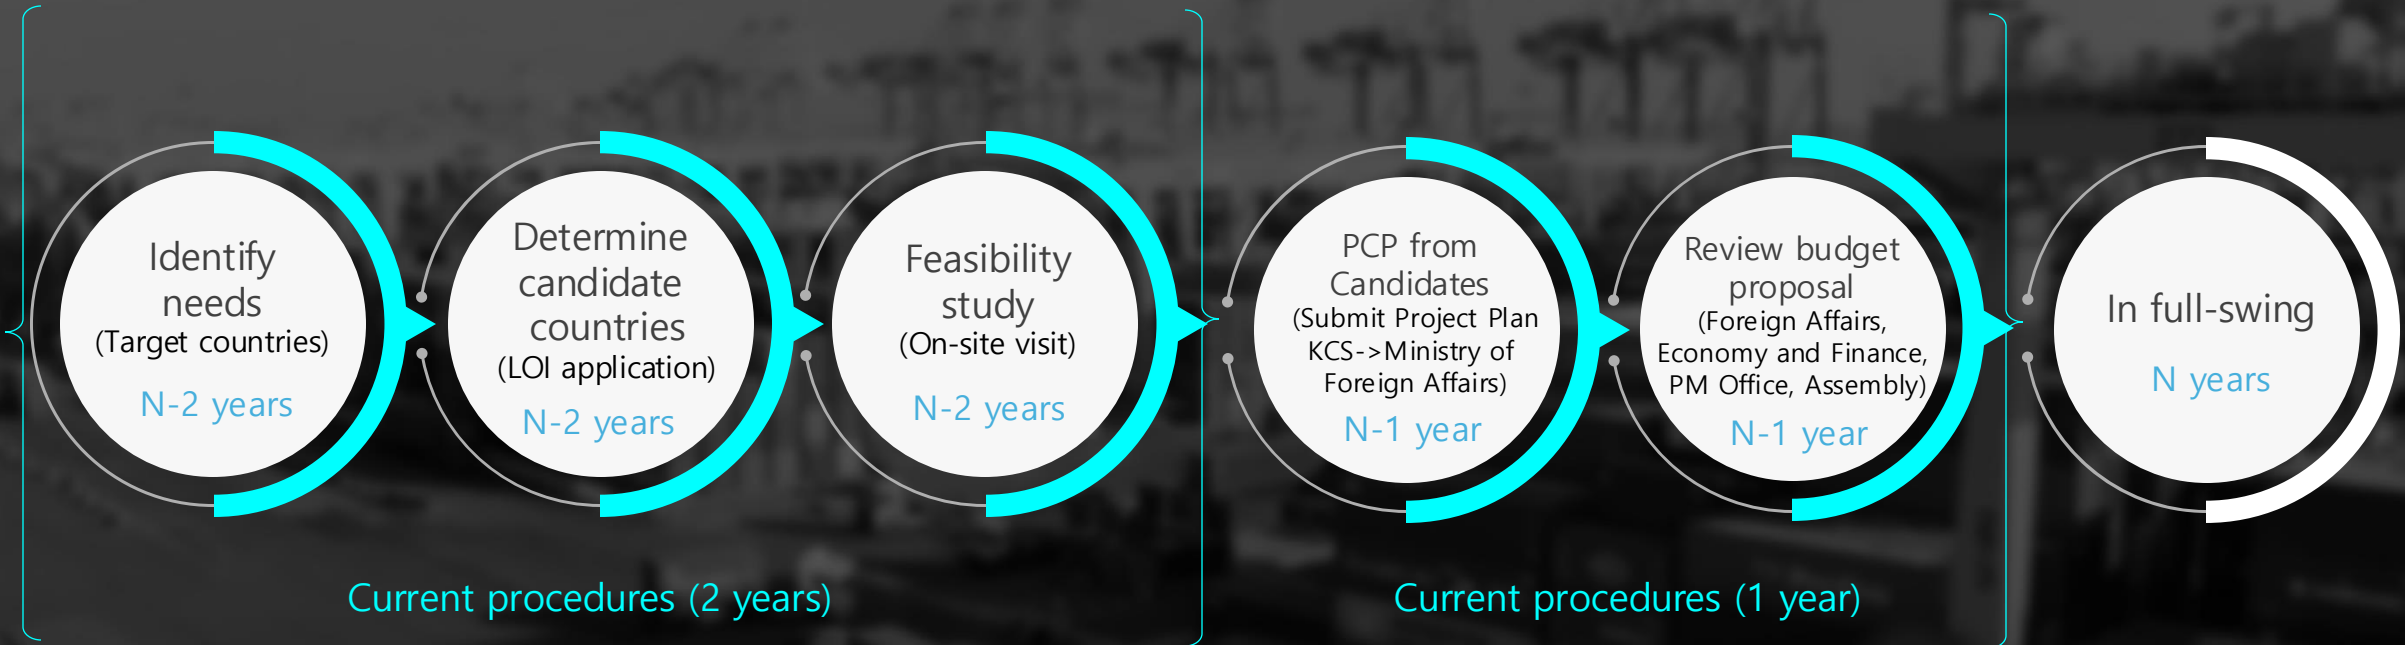 Identify
needs
(Target countries)
N-2 years
Determine
candidate
countries
(LOI application)
N-2 years
Feasibility
study
(On-site visit)
N-2 years
PCP from
Candidates
(Submit Project Plan
KCS->Ministry of
Foreign Affairs)
N-1 year
Review budget
proposal
(Foreign Affairs,
Economy and Finance,
PM Office, Assembly)
N-1 year
In full-swing
N years
Current procedures (2 years)
Current procedures (1 year)